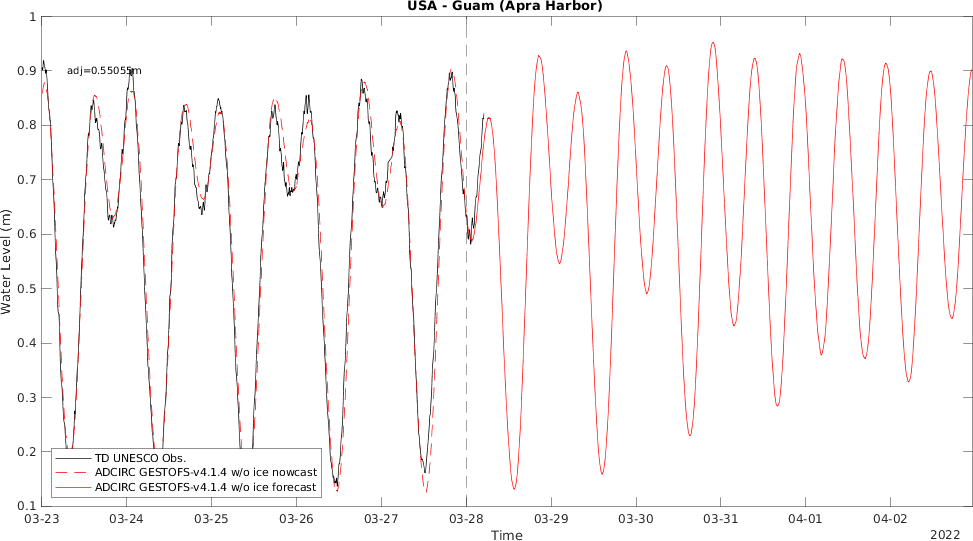 USA - Guam (Apra Harbor)
1
0.9
0.8
0.7
0.6
0.5
0.4
0.3
0.2
0.1
Water Level (m)
adj=0.55055m
TD UNESCO Obs.
ADCIRC GESTOFS-v4.1.4 w/o ice nowcast
ADCIRC GESTOFS-v4.1.4 w/o ice forecast
03-23 03-24 03-25 03-26 03-27 03-28 03-29 03-30 03-31 04-01 04-02
Time
2022